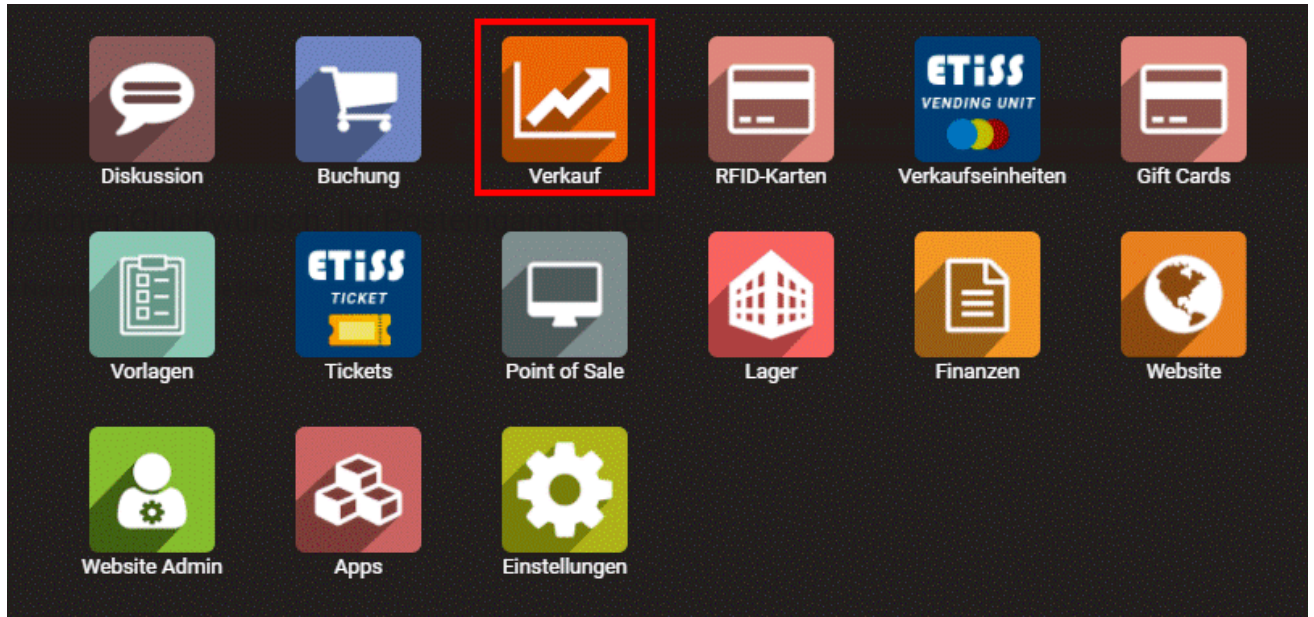 ETiSS
VENDING UNIT
Diskussion
Buchung
Verkauf
RFID-Karten
Verkaufseinheiten
Gift Cards
ETiSS
TICKET
Vorlagen
Tickets
Point of Sale
Lager
Finanzen
Website
Website Admin
Apps
Einstellungen